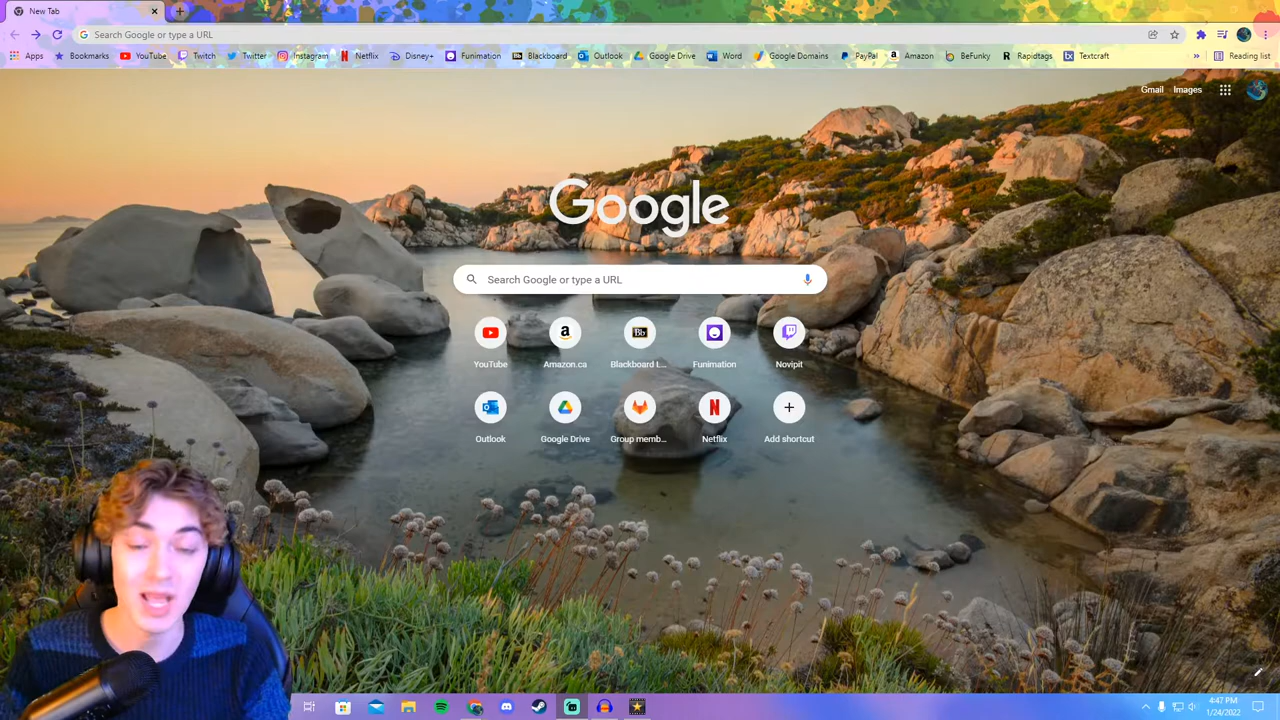 New Tab
Search Google or type a URL
Apps Bookmarks YouTube Twitch Twitter Instagram Netflix Disney+ Funimation Blackboard Outlook Google Drive Word Google Domains PayPal Amazon BeFunky Rapidtags Textcraft » Reading list
Gmail Images
Google
Search Google or type a URL
YouTube Amazon.ca Blackboard L... Funimation Novipit
Outlook Google Drive Group memb... Netflix Add shortcut
4:47 PM
1/24/2022